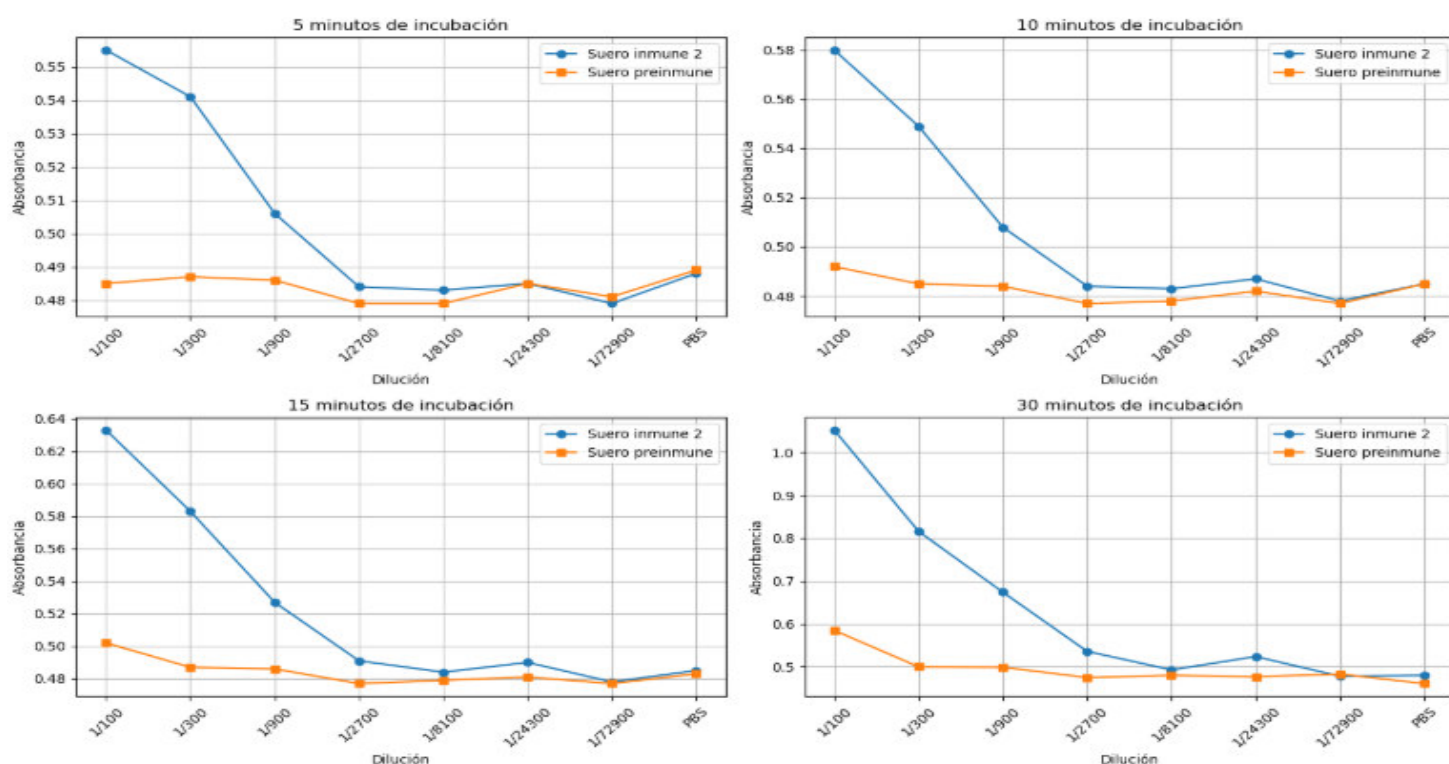 5 minutos de incubación
Suero inmune 2
Suero preinmune
Absorbancia
0.55
0.54
0.53
0.52
0.51
0.50
0.49
0.48
1/100
1/300
1/900
1/2700
1/8100
1/24300
1/72900
PBS
Dilución
10 minutos de incubación
Suero inmune 2
Suero preinmune
Absorbancia
0.58
0.56
0.54
0.52
0.50
0.48
1/100
1/300
1/900
1/2700
1/8100
1/24300
1/72900
PBS
Dilución
15 minutos de incubación
Suero inmune 2
Suero preinmune
Absorbancia
0.64
0.62
0.60
0.58
0.56
0.54
0.52
0.50
0.48
1/100
1/300
1/900
1/2700
1/8100
1/24300
1/72900
PBS
Dilución
30 minutos de incubación
Suero inmune 2
Suero preinmune
Absorbancia
1.0
0.9
0.8
0.7
0.6
0.5
1/100
1/300
1/900
1/2700
1/8100
1/24300
1/72900
PBS
Dilución